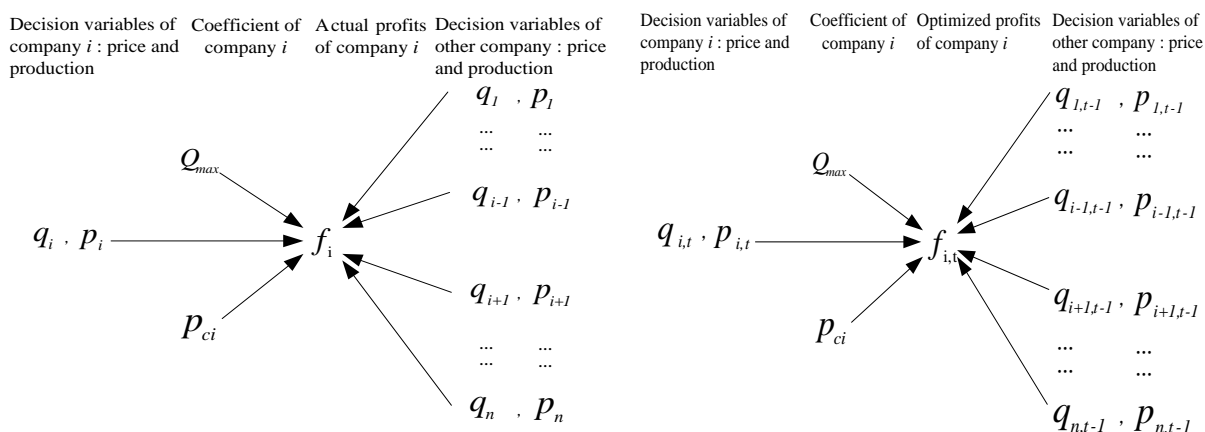 Decision variables of company i : price and production
Coefficient of company i
Actual profits of company i
Decision variables of other company : price and production
q1 , p1
... ...
... ...
Qmax
qi-1 , pi-1
qi , pi
fi
qi+1 , pi+1
pci
... ...
... ...
qn , pn
Decision variables of company i : price and production
Coefficient of company i
Optimized profits of company i
Decision variables of other company : price and production
q1,t-1 , p1,t-1
... ...
... ...
Qmax
qi-1,t-1 , pi-1,t-1
qi,t , pi,t
fi,t
qi+1,t-1 , pi+1,t-1
pci
... ...
... ...
qn,t-1 , pn,t-1